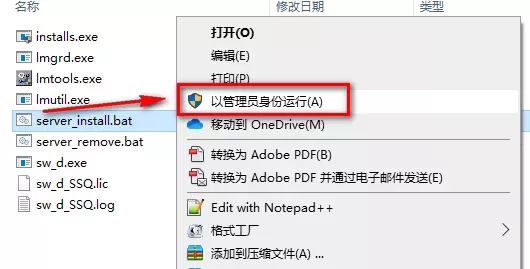 修改日期 类型
installs.exe
lmgrd.exe
lmtools.exe
lmutil.exe
server_install.bat
server_remove.bat
sw_d.exe
sw_d_SSQ.lic
sw_d_SSQ.log
打开(O)
编辑(E)
打印(P)
以管理员身份运行(A)
移动到 OneDrive(M)
转换为 Adobe PDF(B)
转换为 Adobe PDF 并通过电子邮件发送(E)
Edit with Notepad++
格式工厂
添加到压缩文件(A)...